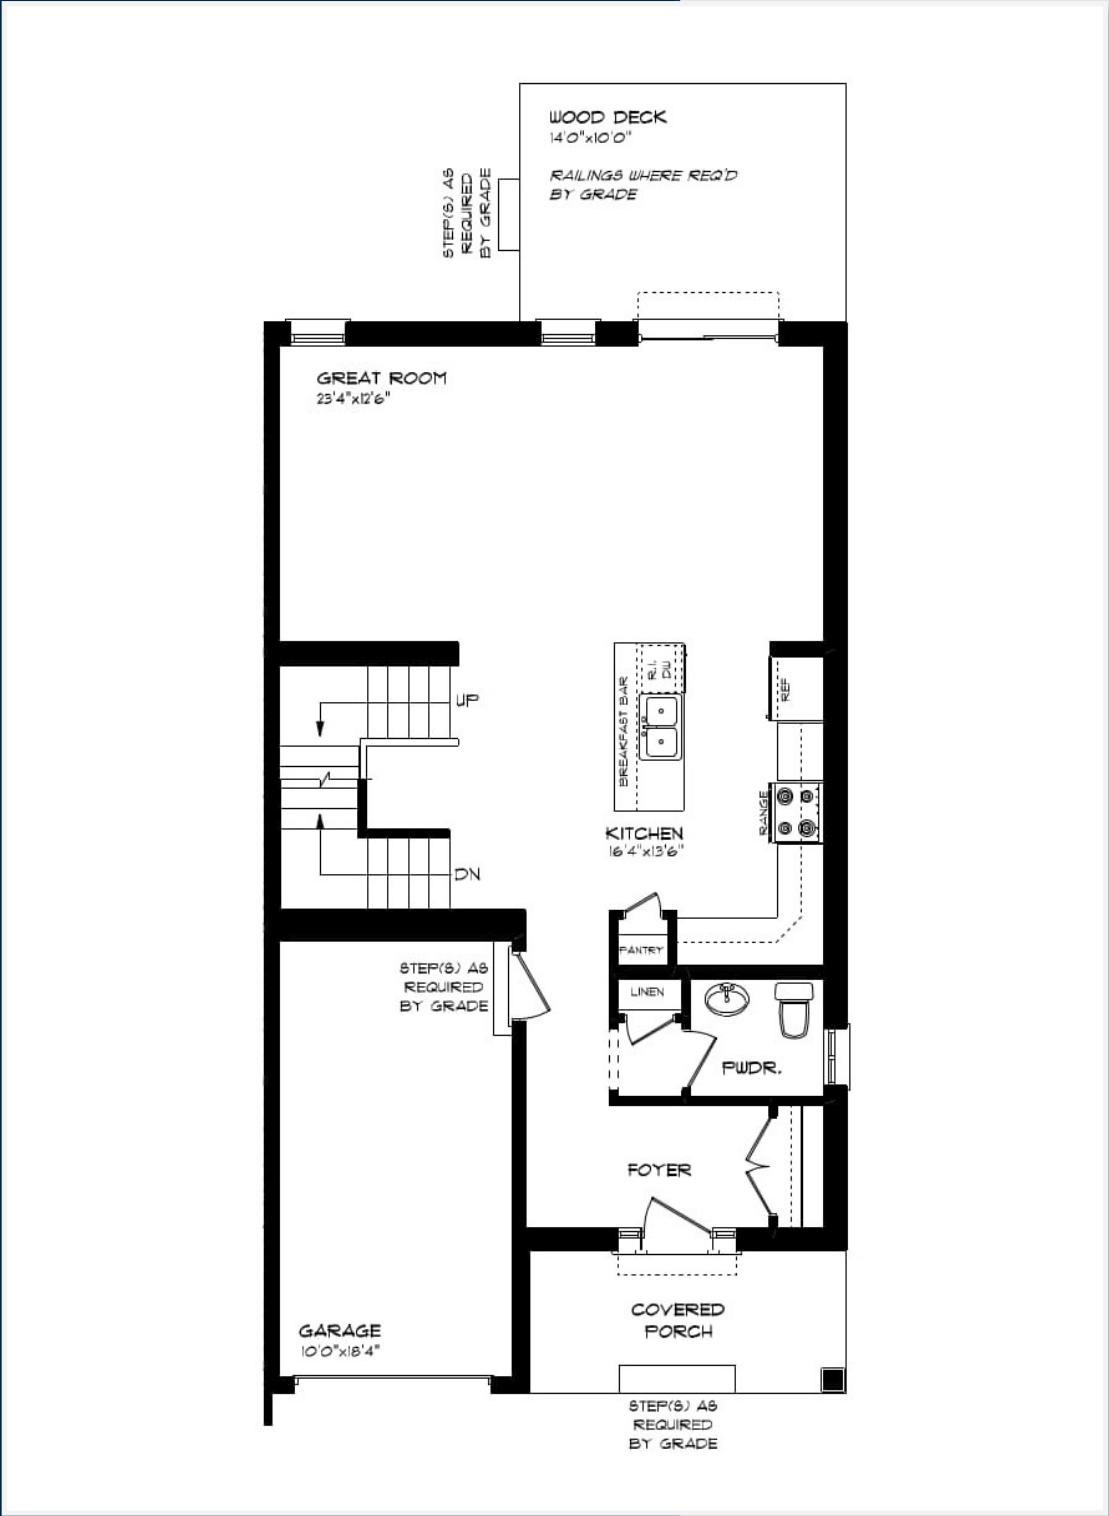 WOOD DECK
14'0"x10'0"
RAILINGS WHERE REQ'D
BY GRADE
STEP(S) AS
REQUIRED
BY GRADE
GREAT ROOM
23'4"x12'6"
UP
BREAKFAST BAR
R.I.
DW
REF
RANGE
KITCHEN
16'4"x13'6"
DN
PANTRY
STEP(S) AS
REQUIRED
BY GRADE
LINEN
PWDR.
FOYER
COVERED
PORCH
GARAGE
10'0"x18'4"
STEP(S) AS
REQUIRED
BY GRADE